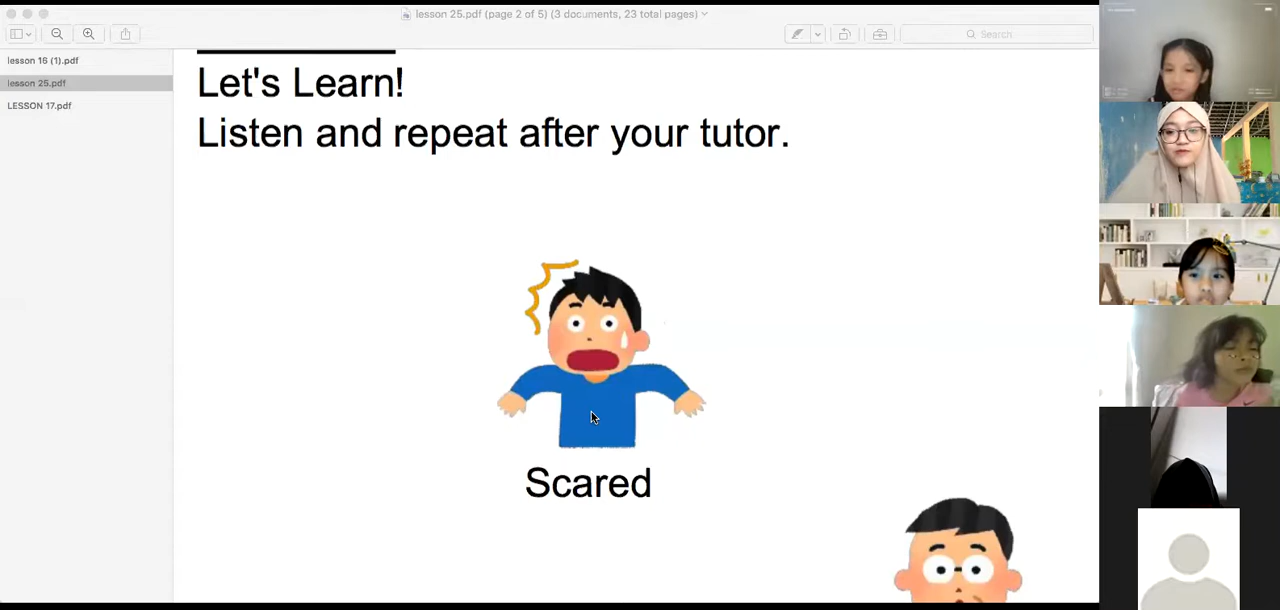 lesson 25.pdf (page 2 of 5) (3 documents, 23 total pages)
Search
lesson 16 (1).pdf
lesson 25.pdf
LESSON 17.pdf
Let's Learn!
Listen and repeat after your tutor.
Scared